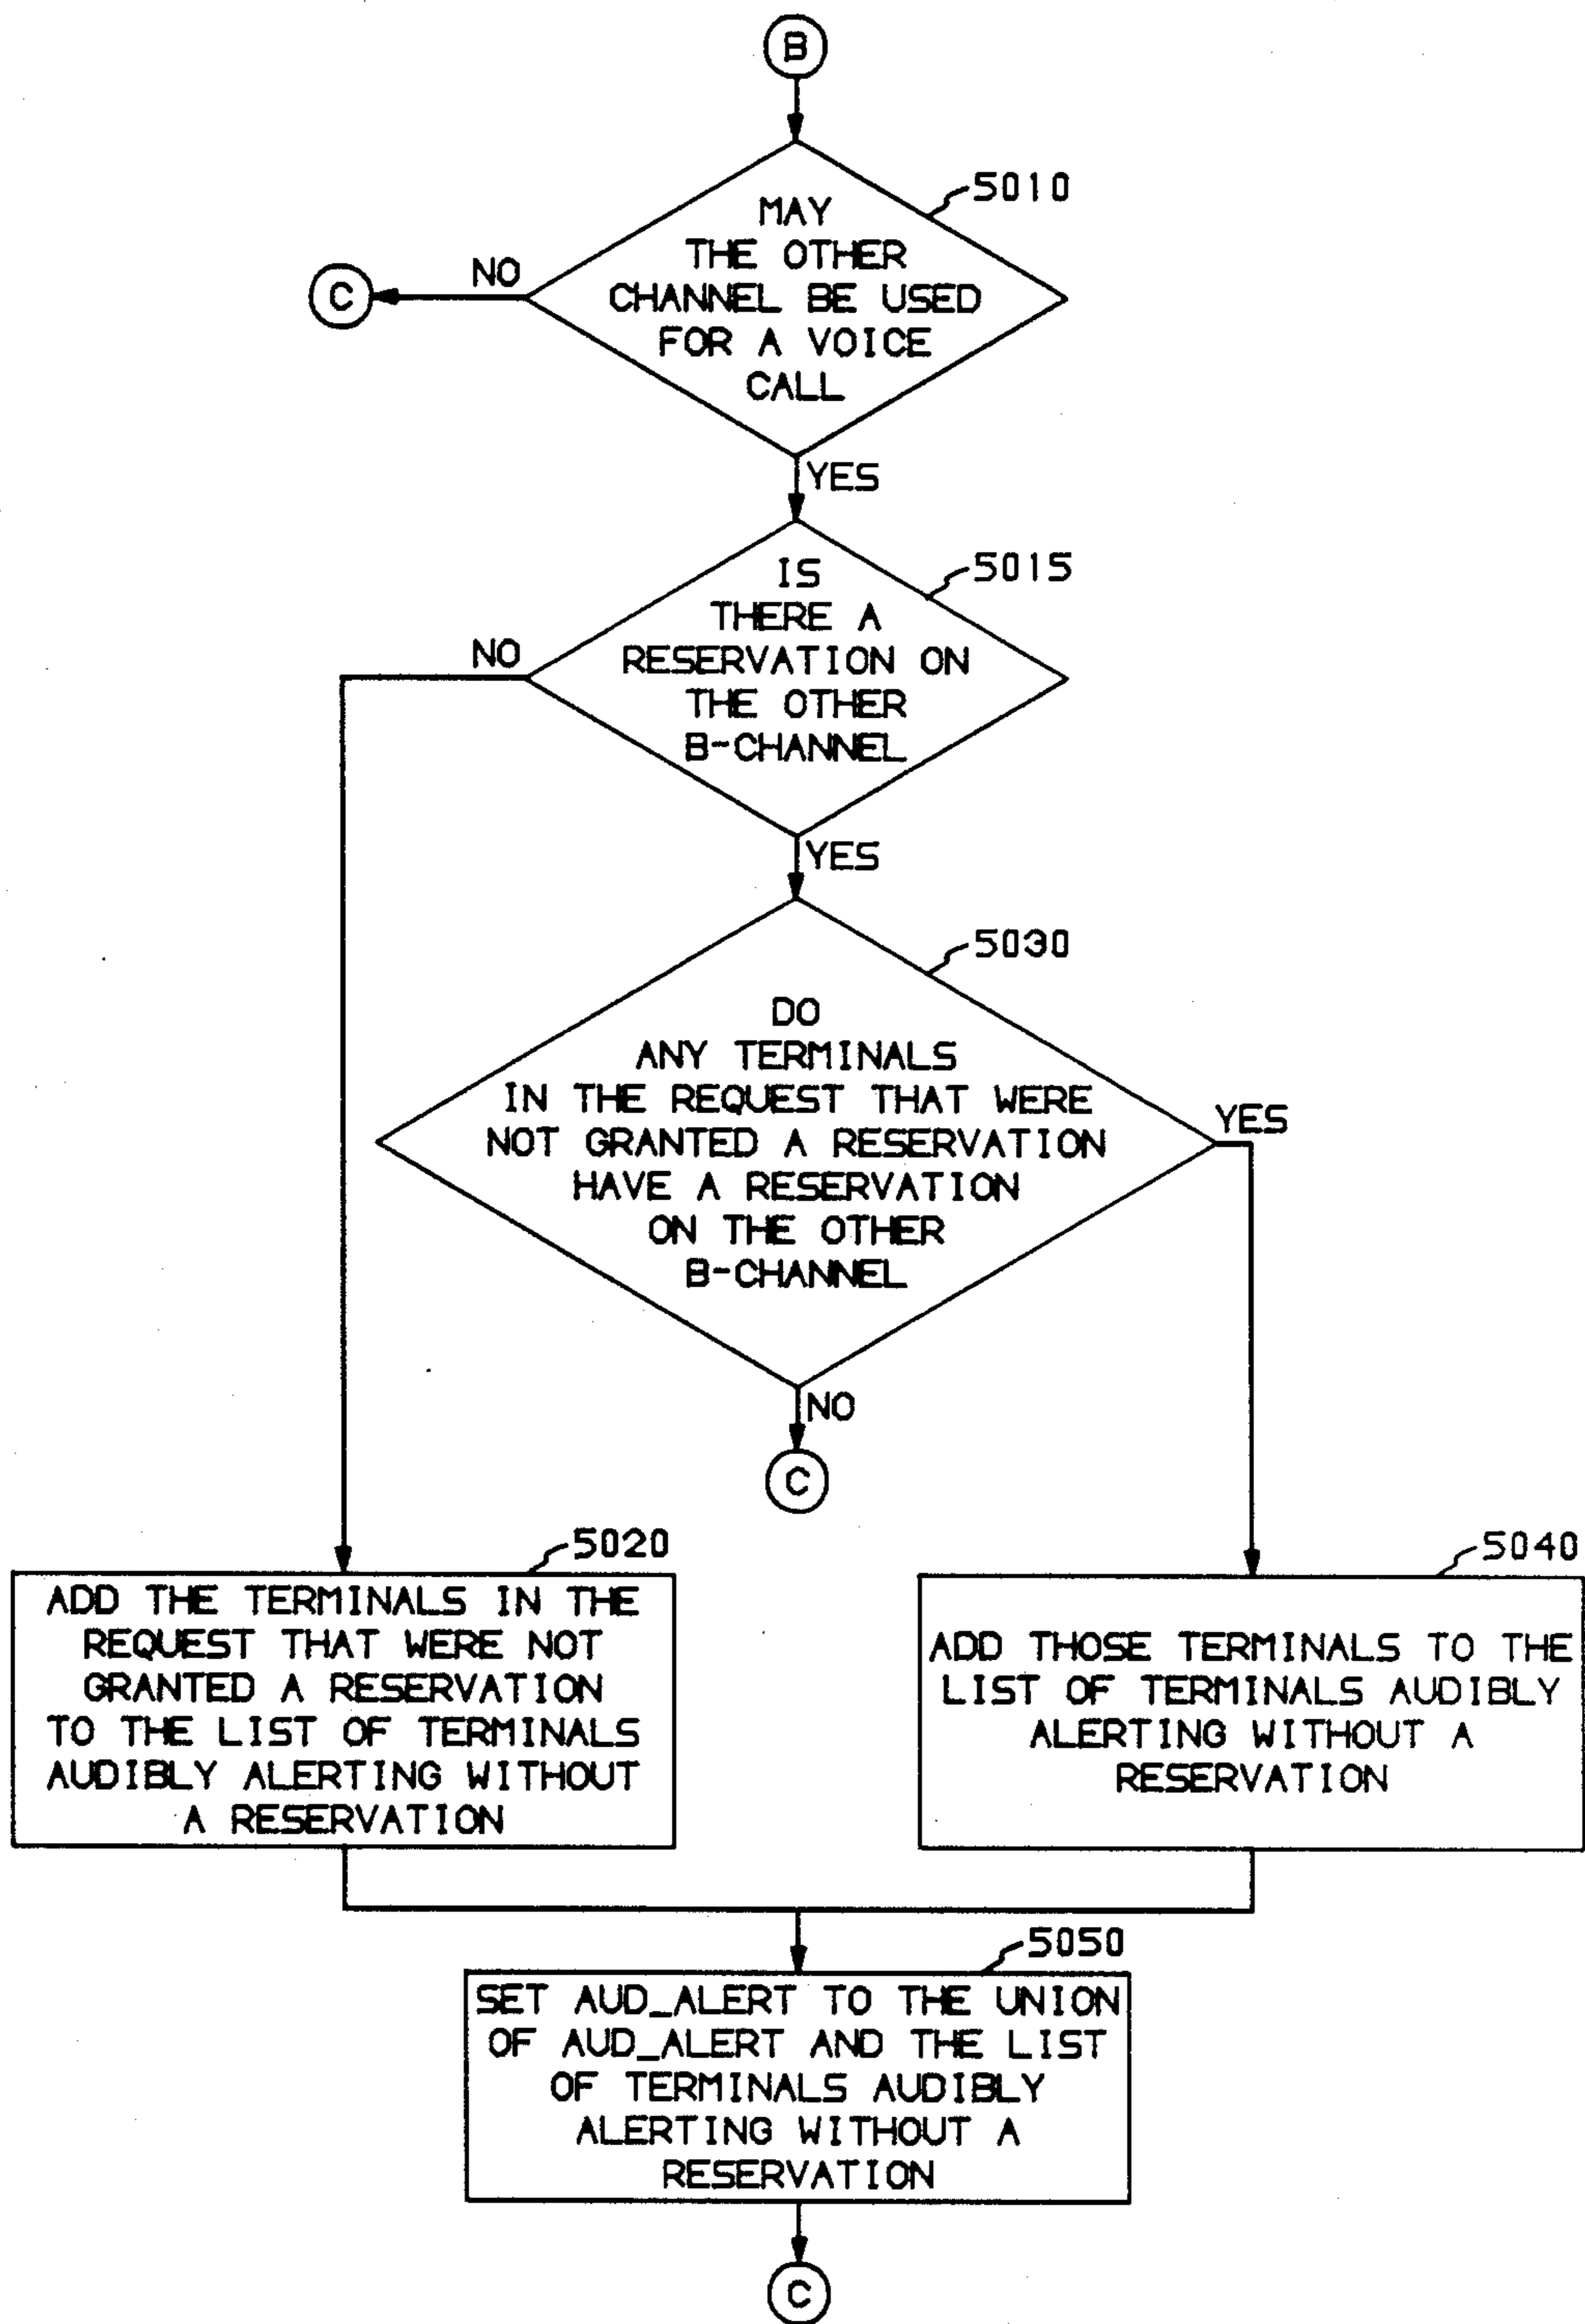 B
5010
MAY
THE OTHER
CHANNEL BE USED
FOR A VOICE
CALL
NO
C
YES
5015
IS
THERE A
RESERVATION ON
THE OTHER
B-CHANNEL
NO
YES
5030
DO
ANY TERMINALS
IN THE REQUEST THAT WERE
NOT GRANTED A RESERVATION
HAVE A RESERVATION
ON THE OTHER
B-CHANNEL
YES
NO
C
5020
ADD THE TERMINALS IN THE
REQUEST THAT WERE NOT
GRANTED A RESERVATION
TO THE LIST OF TERMINALS
AUDIBLY ALERTING WITHOUT
A RESERVATION
5040
ADD THOSE TERMINALS TO THE
LIST OF TERMINALS AUDIBLY
ALERTING WITHOUT A
RESERVATION
5050
SET AUD_ALERT TO THE UNION
OF AUD_ALERT AND THE LIST
OF TERMINALS AUDIBLY
ALERTING WITHOUT A
RESERVATION
C